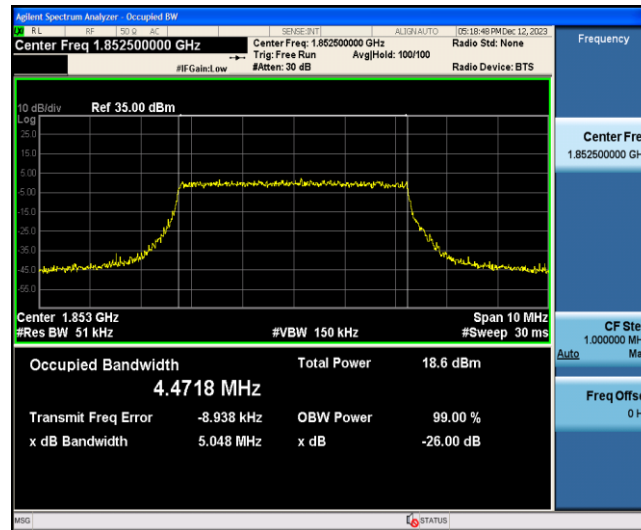 Agilent Spectrum Analyzer - Occupied BW
RL RF 50 Ω AC SENSE:INT ALIGN AUTO 05:18:48 PM Dec 12, 2023
Center Freq 1.852500000 GHz
Center Freq: 1.852500000 GHz
Radio Std: None
Trig: Free Run Avg|Hold: 100/100
#IFGain:Low
#Atten: 30 dB
Radio Device: BTS
Frequency
10 dB/div Ref 35.00 dBm
Log
25.0
15.0
5.00
-5.00
-15.0
-25.0
-35.0
-45.0
-55.0
Center Fre
1.852500000 GH
Center 1.853 GHz Span 10 MHz
#Res BW 51 kHz #VBW 150 kHz #Sweep 30 ms
CF Ste
1.000000 MH
Auto Ma
Freq Offse
0 H
Occupied Bandwidth Total Power 18.6 dBm
4.4718 MHz
Transmit Freq Error -8.938 kHz OBW Power 99.00 %
x dB Bandwidth 5.048 MHz x dB -26.00 dB
MSG STATUS